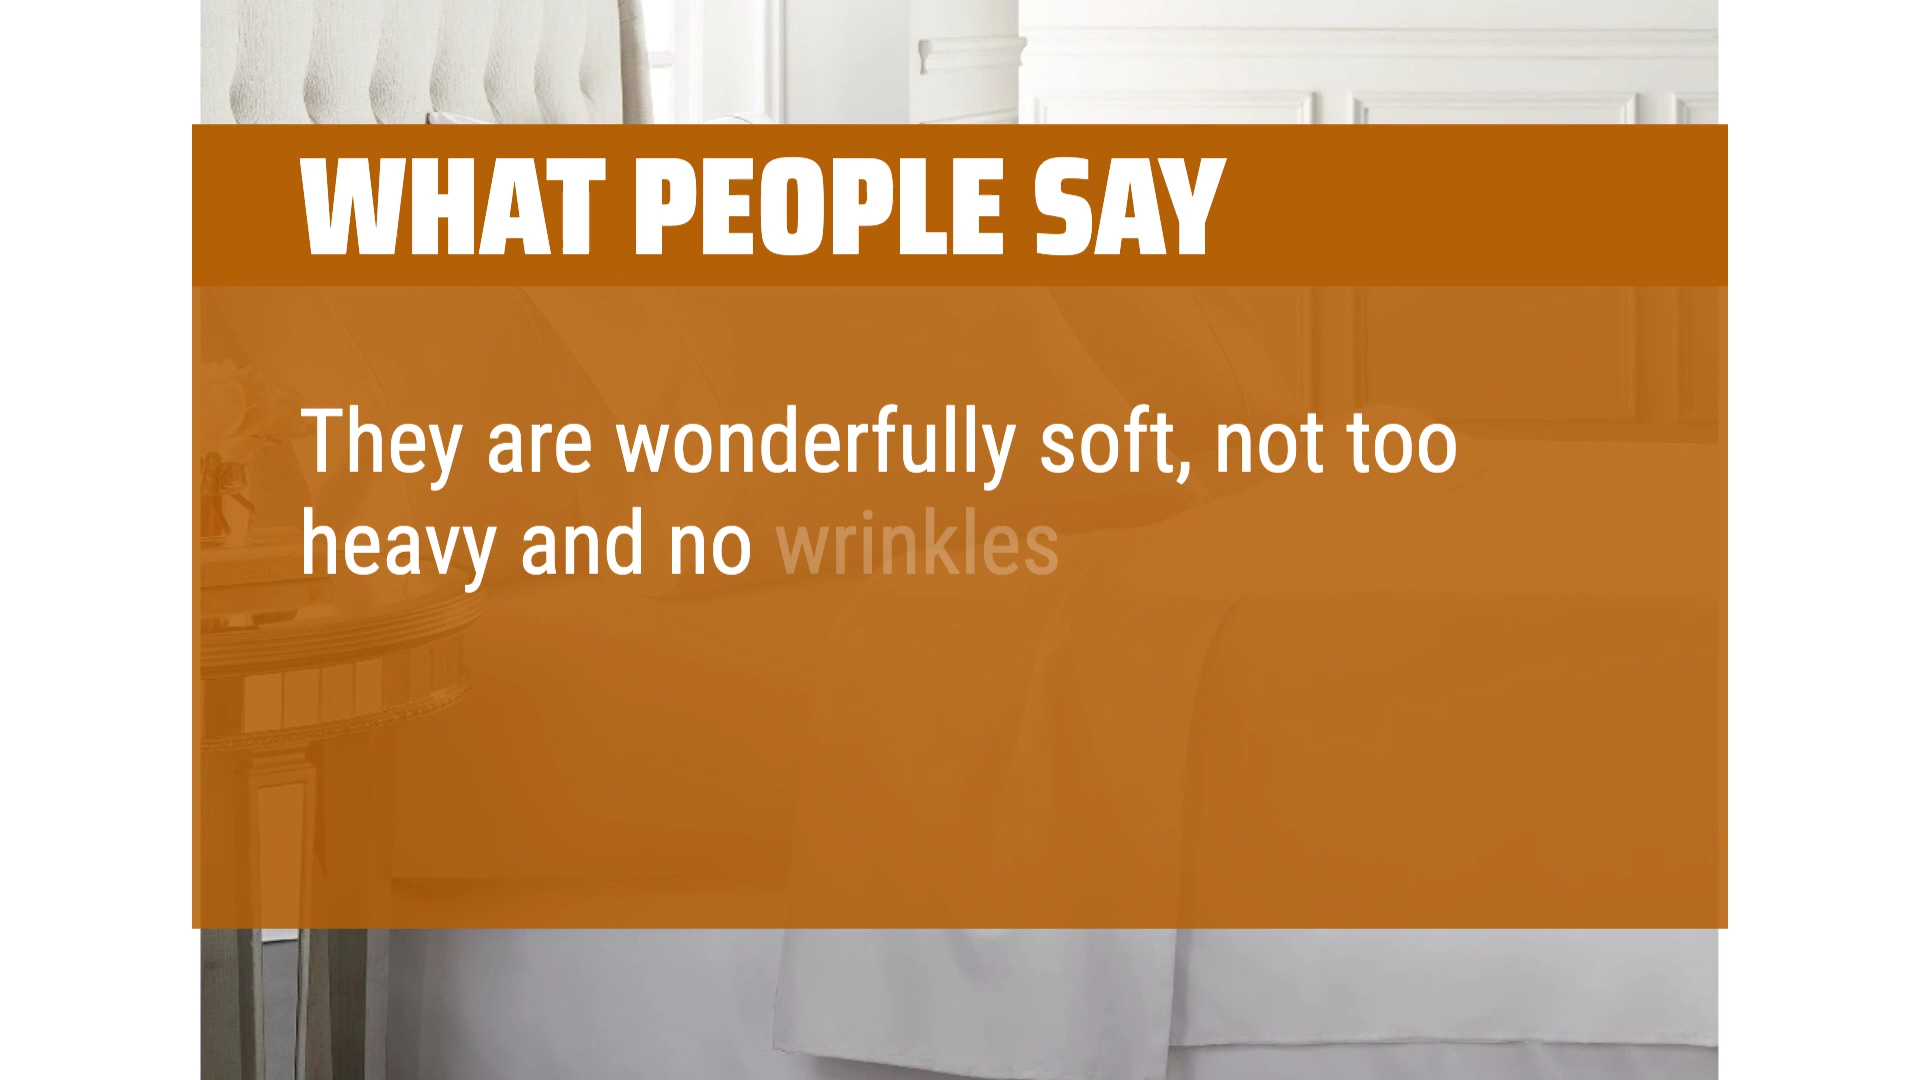 WHAT PEOPLE SAY
They are wonderfully soft, not too
heavy and no wrinkles